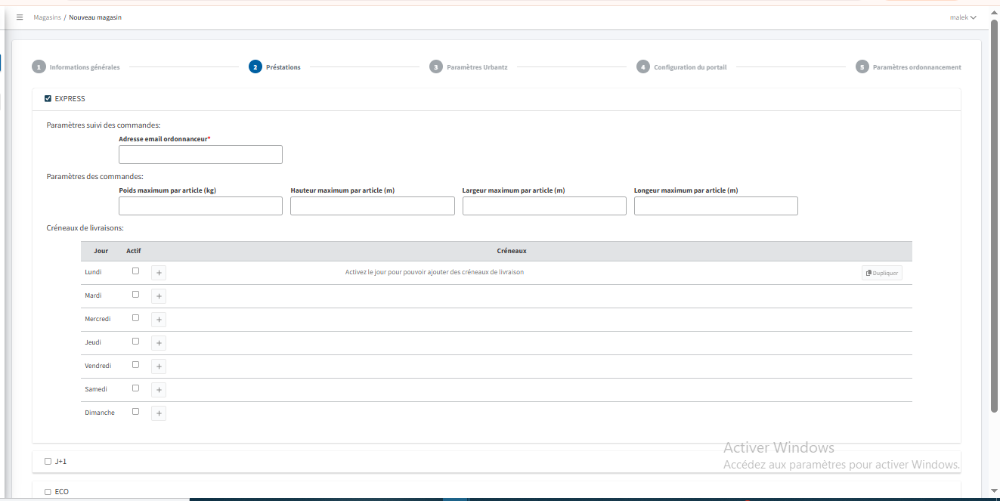 Magasins / Nouveau magasin
malek
1 Informations générales
2 Préstations
3 Paramètres Urbantz
4 Configuration du portail
5 Paramètres ordonnancement
EXPRESS
Paramètres suivi des commandes:
Adresse email ordonnanceur*
Paramètres des commandes:
Poids maximum par article (kg)
Hauteur maximum par article (m)
Largeur maximum par article (m)
Longeur maximum par article (m)
Créneaux de livraisons:
Jour Actif Créneaux
Lundi + Activez le jour pour pouvoir ajouter des créneaux de livraison Dupliquer
Mardi +
Mercredi +
Jeudi +
Vendredi +
Samedi +
Dimanche +
Activer Windows
J+1
Accédez aux paramètres pour activer Windows.
ECO